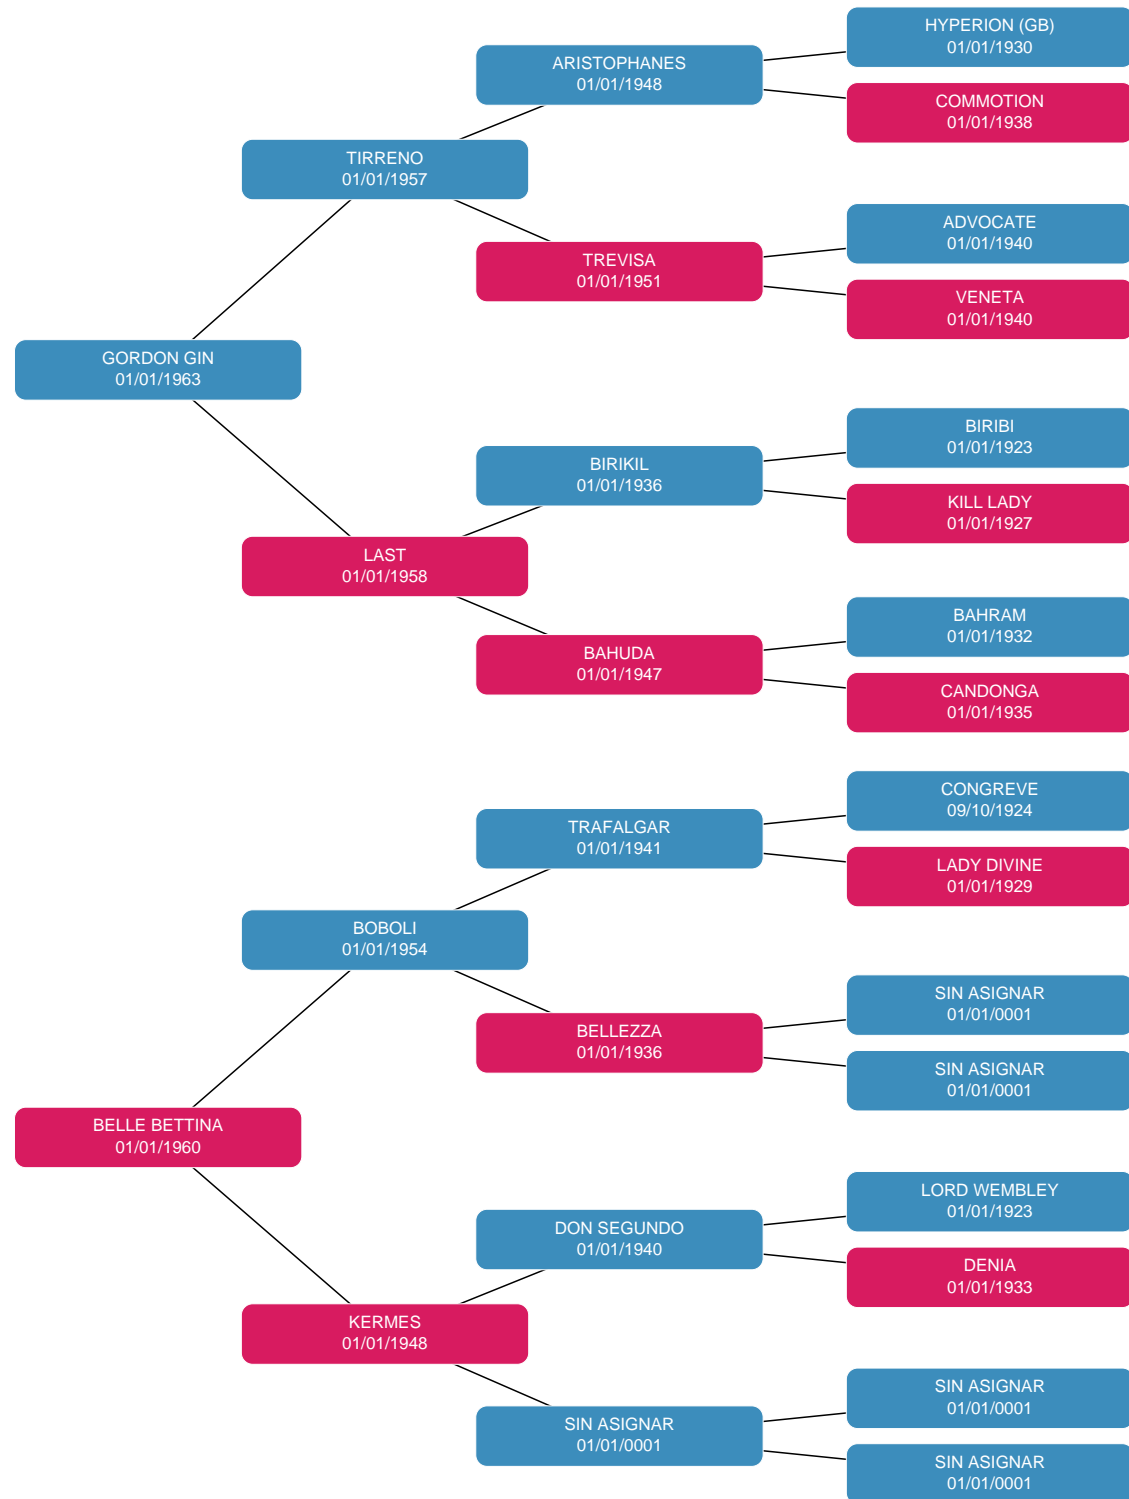 HYPERION (GB)
01/01/1930
ARISTOPHANES
01/01/1948
COMMOTION
01/01/1938
TIRRENO
01/01/1957
ADVOCATE
01/01/1940
TREVISA
01/01/1951
VENETA
01/01/1940
GORDON GIN
01/01/1963
BIRIBI
01/01/1923
BIRIKIL
01/01/1936
KILL LADY
01/01/1927
LAST
01/01/1958
BAHRAM
01/01/1932
BAHUDA
01/01/1947
CANDONGA
01/01/1935
CONGREVE
09/10/1924
TRAFALGAR
01/01/1941
LADY DIVINE
01/01/1929
BOBOLI
01/01/1954
SIN ASIGNAR
01/01/0001
BELLEZZA
01/01/1936
SIN ASIGNAR
01/01/0001
BELLE BETTINA
01/01/1960
LORD WEMBLEY
01/01/1923
DON SEGUNDO
01/01/1940
DENIA
01/01/1933
KERMES
01/01/1948
SIN ASIGNAR
01/01/0001
SIN ASIGNAR
01/01/0001
SIN ASIGNAR
01/01/0001